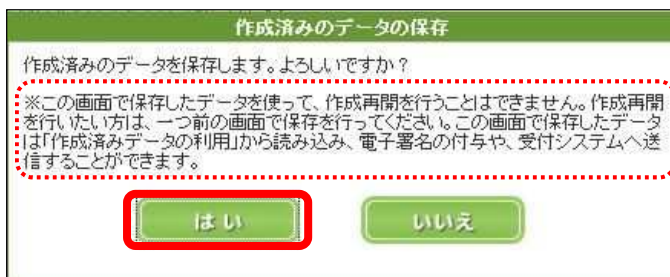 作成済みのデータの保存
作成済みのデータを保存します。よろしいですか？
※この画面で保存したデータを使って、作成再開を行うことはできません。作成再開
を行いたい方は、一つ前の画面で保存を行ってください。この画面で保存したデータ
は「作成済みデータの利用」から読み込み、電子署名の付与や、受付システムへ送
信することができます。
はい
いいえ